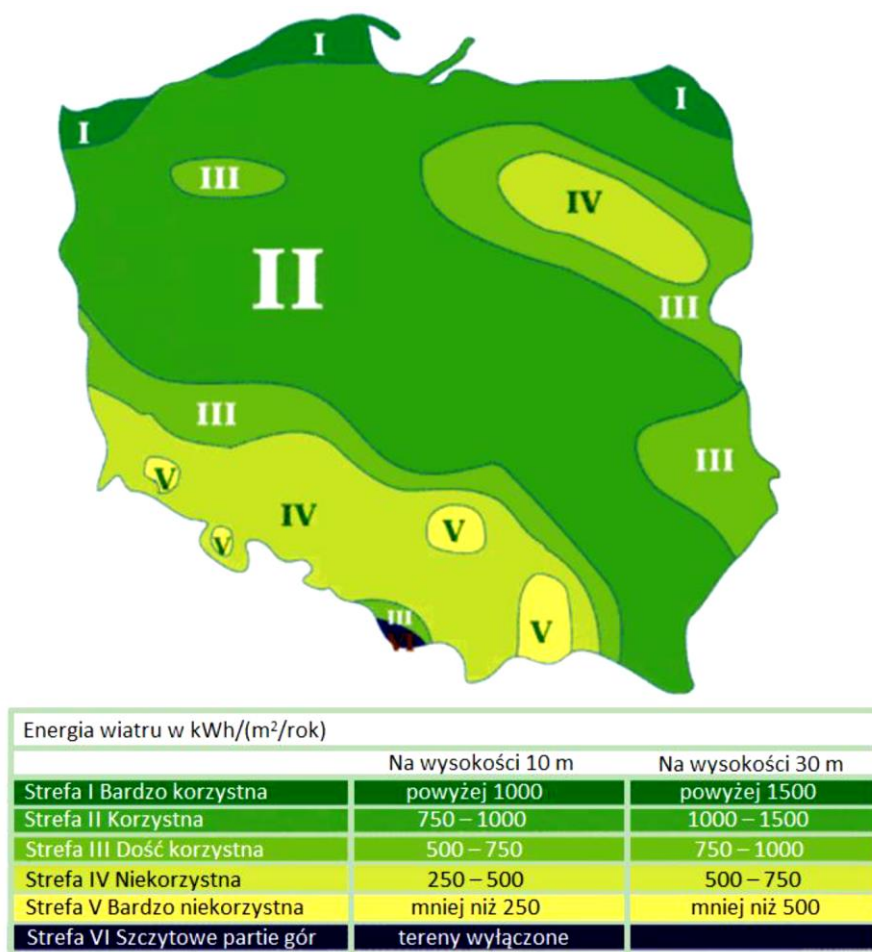 I
I
I
III
IV
II
III
III
III
V
IV
V
V
V
III
VI
Energia wiatru w kWh/(m²/rok)
Na wysokości 10 m Na wysokości 30 m
Strefa I Bardzo korzystna powyżej 1000 powyżej 1500
Strefa II Korzystna 750 – 1000 1000 – 1500
Strefa III Dość korzystna 500 – 750 750 – 1000
Strefa IV Niekorzystna 250 – 500 500 – 750
Strefa V Bardzo niekorzystna mniej niż 250 mniej niż 500
Strefa VI Szczytowe partie gór tereny wyłączone